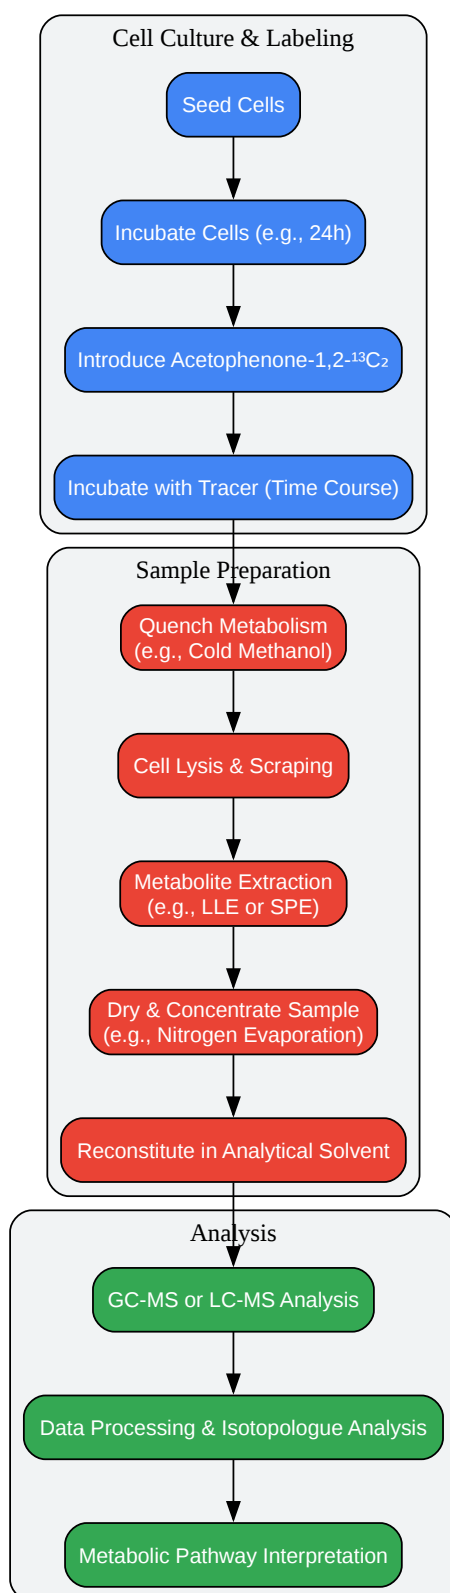 Cell Culture & Labeling
Seed Cells
Incubate Cells (e.g., 24h)
Introduce Acetophenone-1,2-¹³C₂
Incubate with Tracer (Time Course)
Sample Preparation
Quench Metabolism
(e.g., Cold Methanol)
Cell Lysis & Scraping
Metabolite Extraction
(e.g., LLE or SPE)
Dry & Concentrate Sample
(e.g., Nitrogen Evaporation)
Reconstitute in Analytical Solvent
Analysis
GC-MS or LC-MS Analysis
Data Processing & Isotopologue Analysis
Metabolic Pathway Interpretation